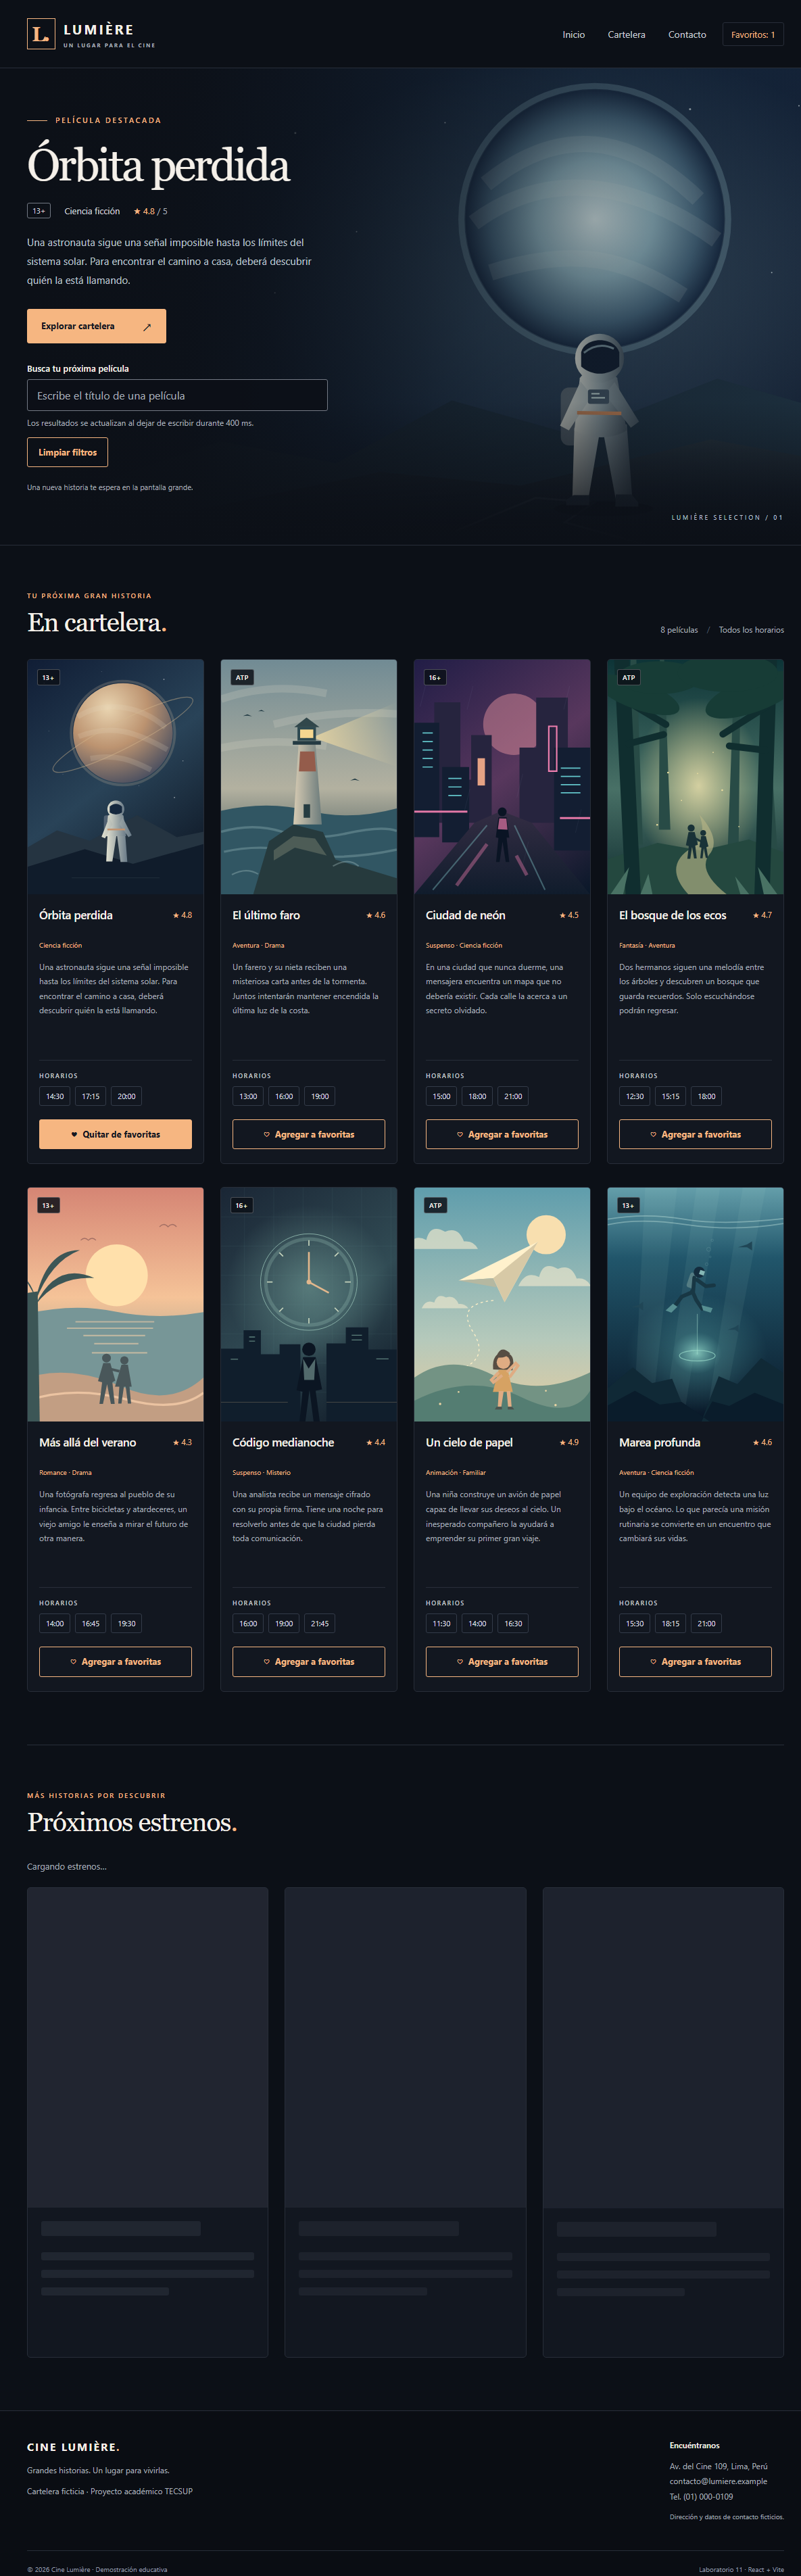 L.
LUMIÈRE
UN LUGAR PARA EL CINE
Inicio
Cartelera
Contacto
Favoritos: 1
PELÍCULA DESTACADA
Órbita perdida
13+ Ciencia ficción ★ 4.8 / 5
Una astronauta sigue una señal imposible hasta los límites del
sistema solar. Para encontrar el camino a casa, deberá descubrir
quién la está llamando.
Explorar cartelera ↗
Busca tu próxima película
Escribe el título de una película
Los resultados se actualizan al dejar de escribir durante 400 ms.
Limpiar filtros
Una nueva historia te espera en la pantalla grande.
LUMIÈRE SELECTION / 01
TU PRÓXIMA GRAN HISTORIA
En cartelera.
8 películas / Todos los horarios
13+
Órbita perdida ★ 4.8
Ciencia ficción
Una astronauta sigue una señal imposible
hasta los límites del sistema solar. Para
encontrar el camino a casa, deberá
descubrir quién la está llamando.
HORARIOS
14:30 17:15 20:00
♥ Quitar de favoritas
ATP
El último faro ★ 4.6
Aventura · Drama
Un farero y su nieta reciben una
misteriosa carta antes de la tormenta.
Juntos intentarán mantener encendida la
última luz de la costa.
HORARIOS
13:00 16:00 19:00
♡ Agregar a favoritas
16+
Ciudad de neón ★ 4.5
Suspenso · Ciencia ficción
En una ciudad que nunca duerme, una
mensajera encuentra un mapa que no
debería existir. Cada calle la acerca a un
secreto olvidado.
HORARIOS
15:00 18:00 21:00
♡ Agregar a favoritas
ATP
El bosque de los ecos ★ 4.7
Fantasía · Aventura
Dos hermanos siguen una melodía entre
los árboles y descubren un bosque que
guarda recuerdos. Solo escuchándose
podrán regresar.
HORARIOS
12:30 15:15 18:00
♡ Agregar a favoritas
13+
Más allá del verano ★ 4.3
Romance · Drama
Una fotógrafa regresa al pueblo de su
infancia. Entre bicicletas y atardeceres, un
viejo amigo le enseña a mirar el futuro de
otra manera.
HORARIOS
14:00 16:45 19:30
♡ Agregar a favoritas
16+
Código medianoche ★ 4.4
Suspenso · Misterio
Una analista recibe un mensaje cifrado
con su propia firma. Tiene una noche para
resolverlo antes de que la ciudad pierda
toda comunicación.
HORARIOS
16:00 19:00 21:45
♡ Agregar a favoritas
ATP
Un cielo de papel ★ 4.9
Animación · Familiar
Una niña construye un avión de papel
capaz de llevar sus deseos al cielo. Un
inesperado compañero la ayudará a
emprender su primer gran viaje.
HORARIOS
11:30 14:00 16:30
♡ Agregar a favoritas
13+
Marea profunda ★ 4.6
Aventura · Ciencia ficción
Un equipo de exploración detecta una luz
bajo el océano. Lo que parecía una misión
rutinaria se convierte en un encuentro que
cambiará sus vidas.
HORARIOS
15:30 18:15 21:00
♡ Agregar a favoritas
MÁS HISTORIAS POR DESCUBRIR
Próximos estrenos.
Cargando estrenos...
CINE LUMIÈRE.
Grandes historias. Un lugar para vivirlas.
Cartelera ficticia · Proyecto académico TECSUP
Encuéntranos
Av. del Cine 109, Lima, Perú
contacto@lumiere.example
Tel. (01) 000-0109
Dirección y datos de contacto ficticios.
© 2026 Cine Lumière · Demostración educativa
Laboratorio 11 · React + Vite